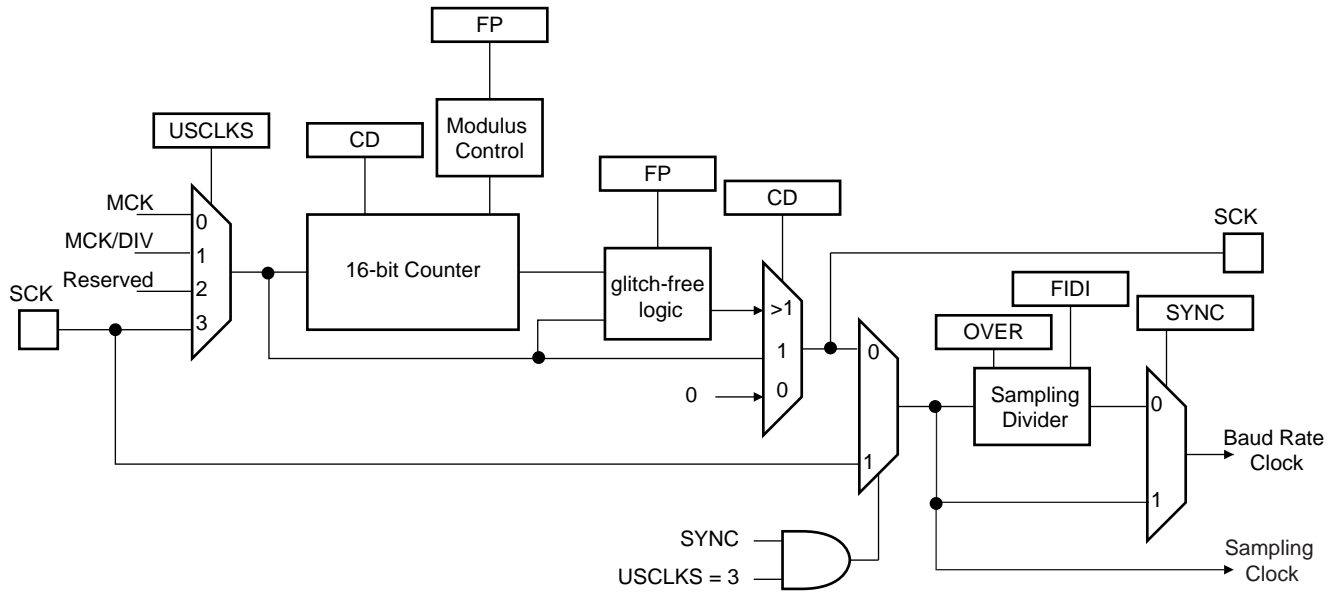 FP
USCLKS
CD
Modulus
Control
FP
CD
MCK
0
MCK/DIV
1
Reserved
2
SCK
3
16-bit Counter
glitch-free
logic
>1
1
0
0
SCK
FIDI
OVER
SYNC
0
1
Sampling
Divider
0
1
Baud Rate
Clock
SYNC
USCLKS = 3
Sampling
Clock